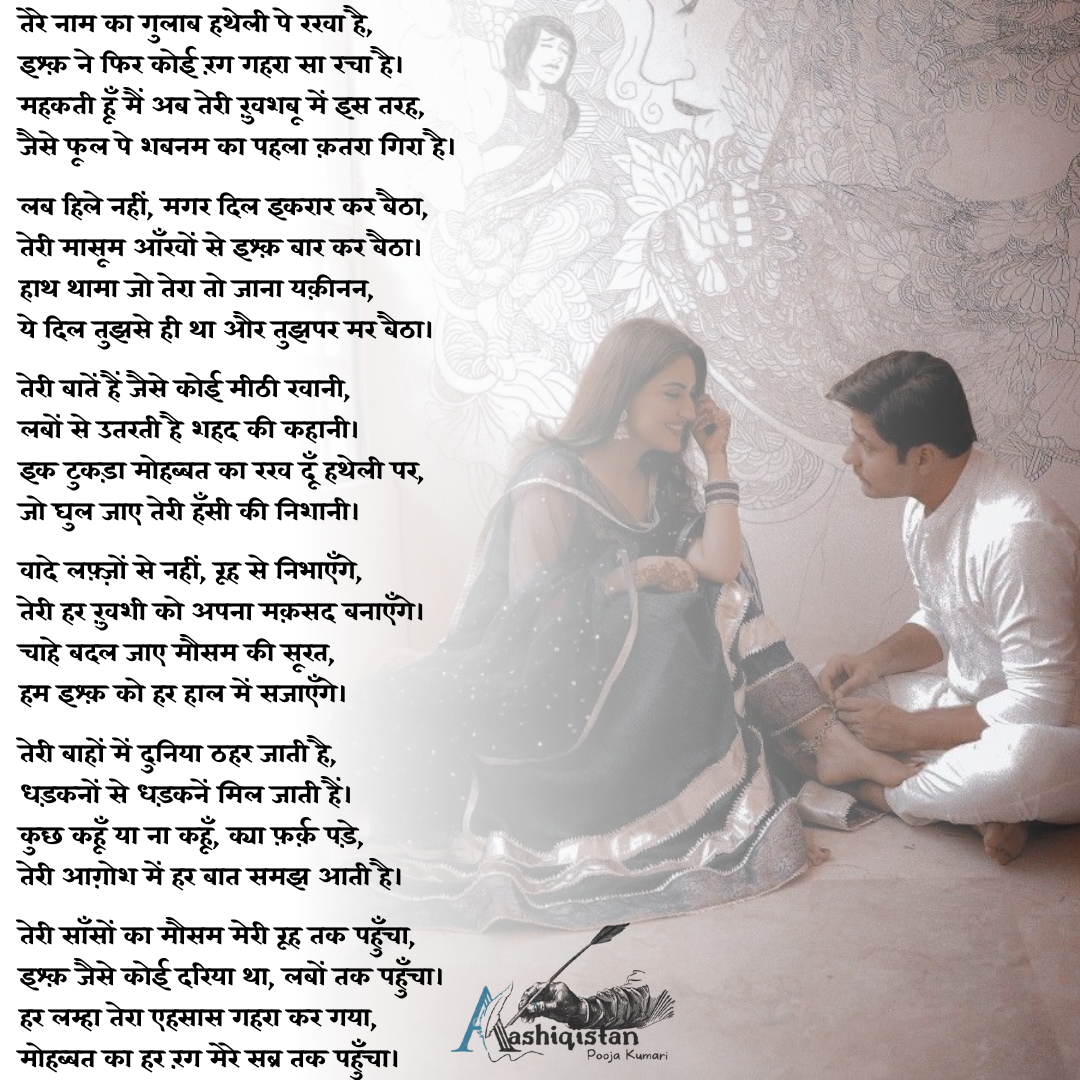 तेरे नाम का गुलाब हथेली पे रखा है,
इश्क़ ने फिर कोई रंग गहरा सा रचा है।
महकती हूँ मैं अब तेरी ख़ुशबू में इस तरह,
जैसे फूल पे शबनम का पहला क़तरा गिरा है।
लब हिले नहीं, मगर दिल इकरार कर बैठा,
तेरी मासूम आँखों से इश्क़ बार कर बैठा।
हाथ थामा जो तेरा तो जाना यक़ीनन,
ये दिल तुझसे ही था और तुझपर मर बैठा।
तेरी बातें हैं जैसे कोई मीठी रवानी,
लबों से उतरती है शहद की कहानी।
इक टुकड़ा मोहब्बत का रख दूँ हथेली पर,
जो घुल जाए तेरी हँसी की निशानी।
वादे लफ़्ज़ों से नहीं, रूह से निभाएँगे,
तेरी हर ख़ुशी को अपना मक़सद बनाएँगे।
चाहे बदल जाए मौसम की सूरत,
हम इश्क़ को हर हाल में सजाएँगे।
तेरी बाहों में दुनिया ठहर जाती है,
धड़कनों से धड़कनें मिल जाती हैं।
कुछ कहूँ या ना कहूँ, क्या फ़र्क़ पड़े,
तेरी आग़ोश में हर बात समझ आती है।
तेरी साँसों का मौसम मेरी रूह तक पहुँचा,
इश्क़ जैसे कोई दरिया था, लबों तक पहुँचा।
हर लम्हा तेरा एहसास गहरा कर गया,
मोहब्बत का हर रंग मेरे सब्र तक पहुँचा।
Aashiqistan
Pooja Kumari